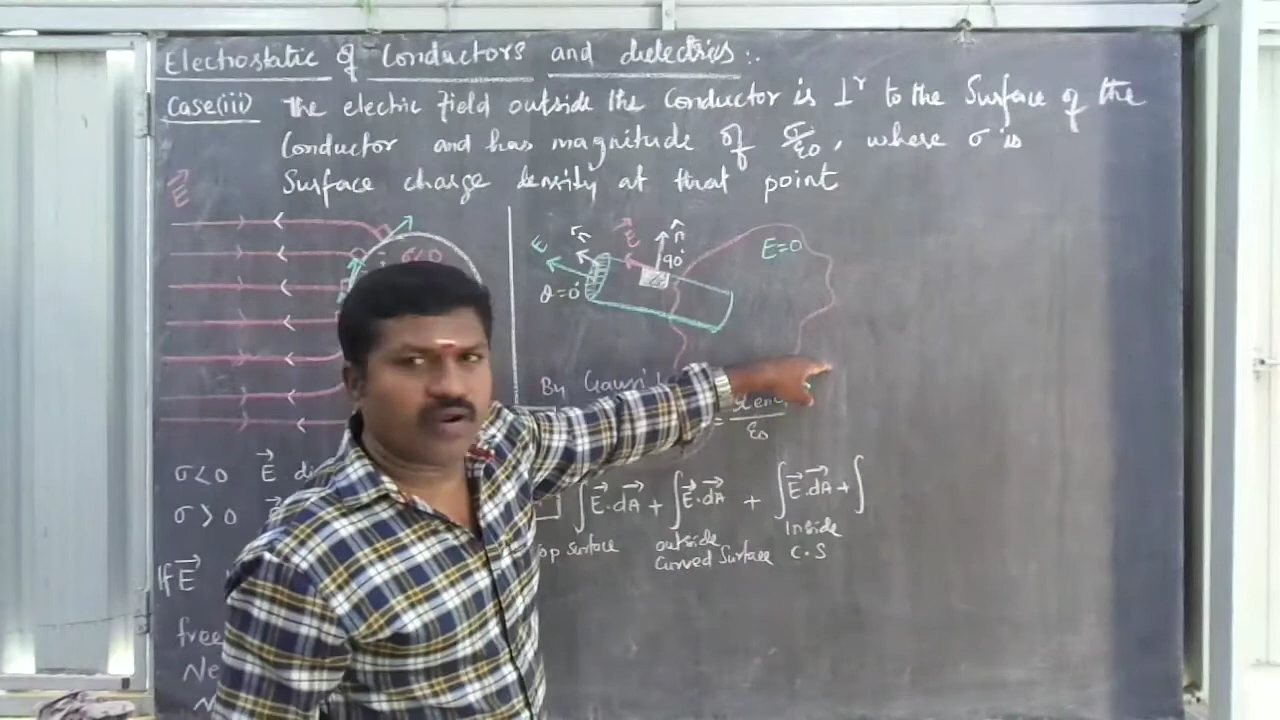 Electrostatic of Conductors and dielectrics :.
Case(iii) The electric field outside the Conductor is ⊥r to the Surface of the
Conductor and has magnitude of σ/ε0, where σ is
Surface charge density at that point
E⃗
σ<0
E
n̂
E⃗
n̂
90°
θ=0°
E=0
By Gauss'
= qenc / ε0
σ<0 E⃗
σ>0
∫E⃗.dA⃗ + ∫E⃗.dA⃗ + ∫E⃗.dA⃗ + ∫
Surface outside Inside
Curved Surface C.S
If E⃗
free